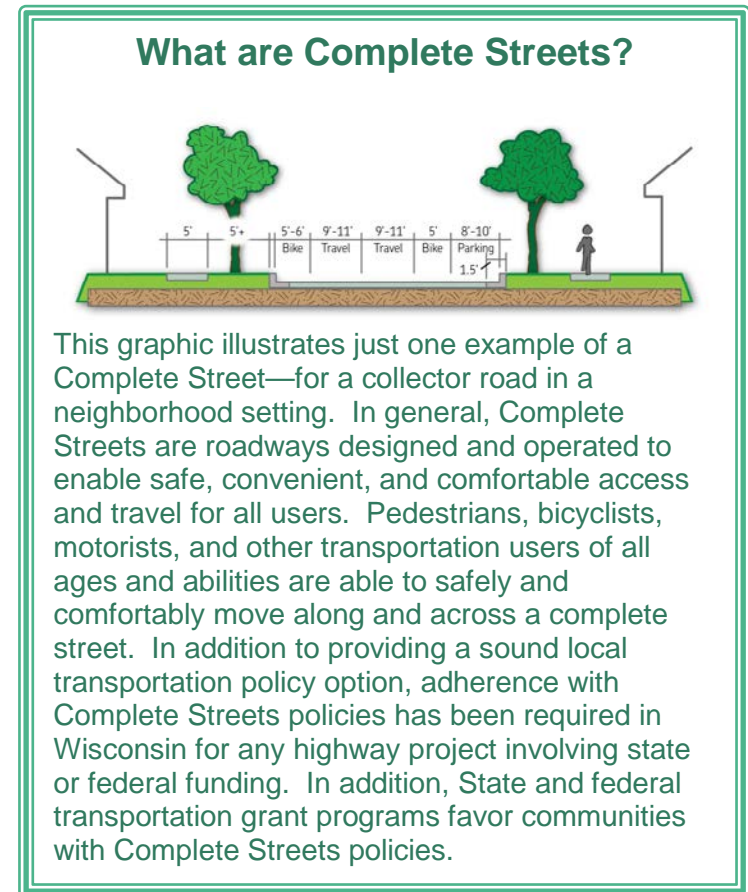 What are Complete Streets?
5' 5'+ 5'-6' 9'-11' 9'-11' 5' 8'-10'
Bike Travel Travel Bike Parking
1.5'
This graphic illustrates just one example of a
Complete Street—for a collector road in a
neighborhood setting.  In general, Complete
Streets are roadways designed and operated to
enable safe, convenient, and comfortable access
and travel for all users.  Pedestrians, bicyclists,
motorists, and other transportation users of all
ages and abilities are able to safely and
comfortably move along and across a complete
street.  In addition to providing a sound local
transportation policy option, adherence with
Complete Streets policies has been required in
Wisconsin for any highway project involving state
or federal funding.  In addition, State and federal
transportation grant programs favor communities
with Complete Streets policies.